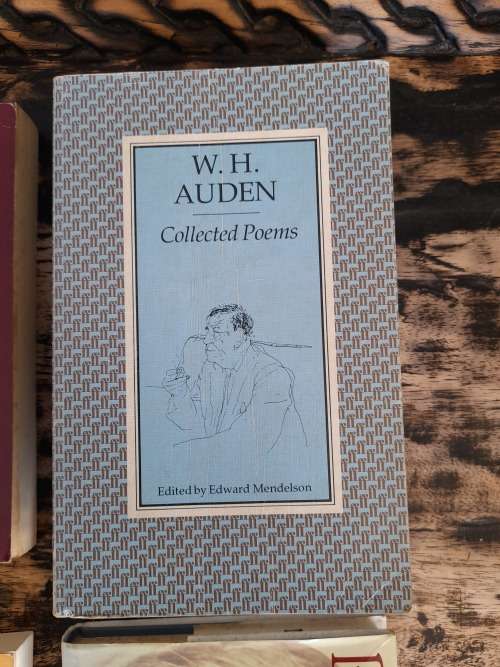 W. H.
AUDEN
Collected Poems
Edited by Edward Mendelson